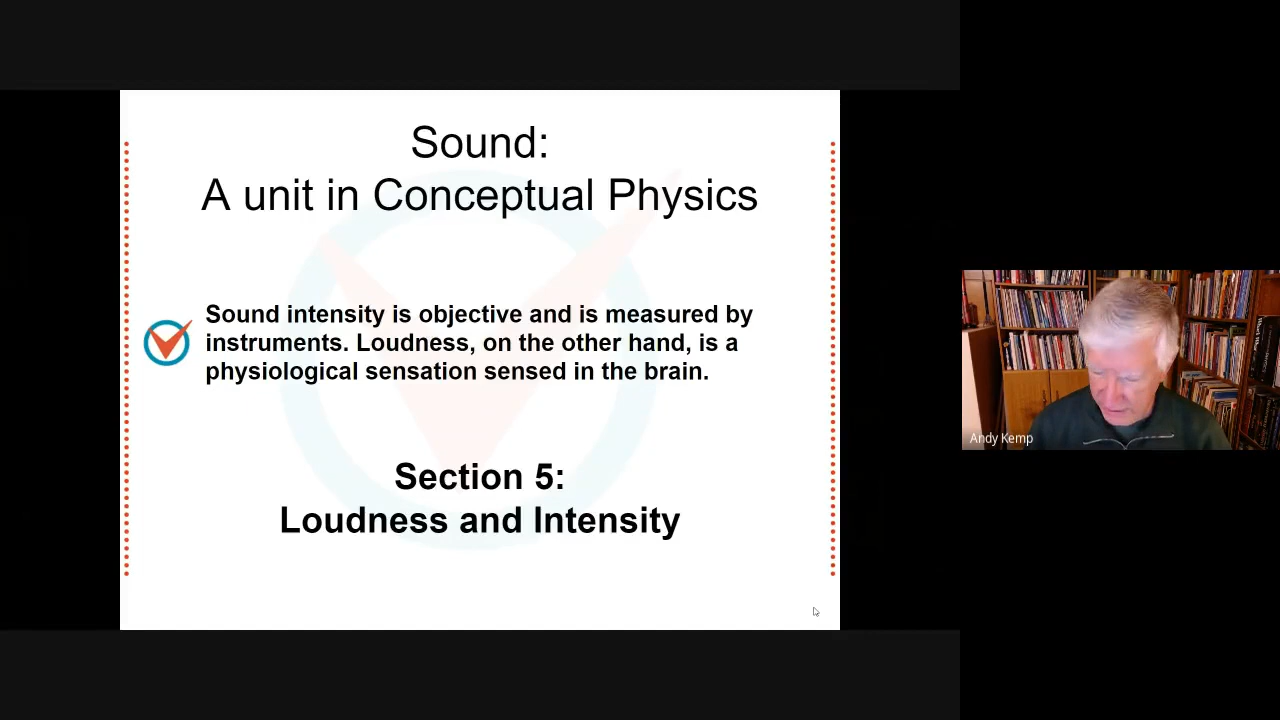 Sound:
A unit in Conceptual Physics
Sound intensity is objective and is measured by
instruments. Loudness, on the other hand, is a
physiological sensation sensed in the brain.
Section 5:
Loudness and Intensity
Andy Kemp